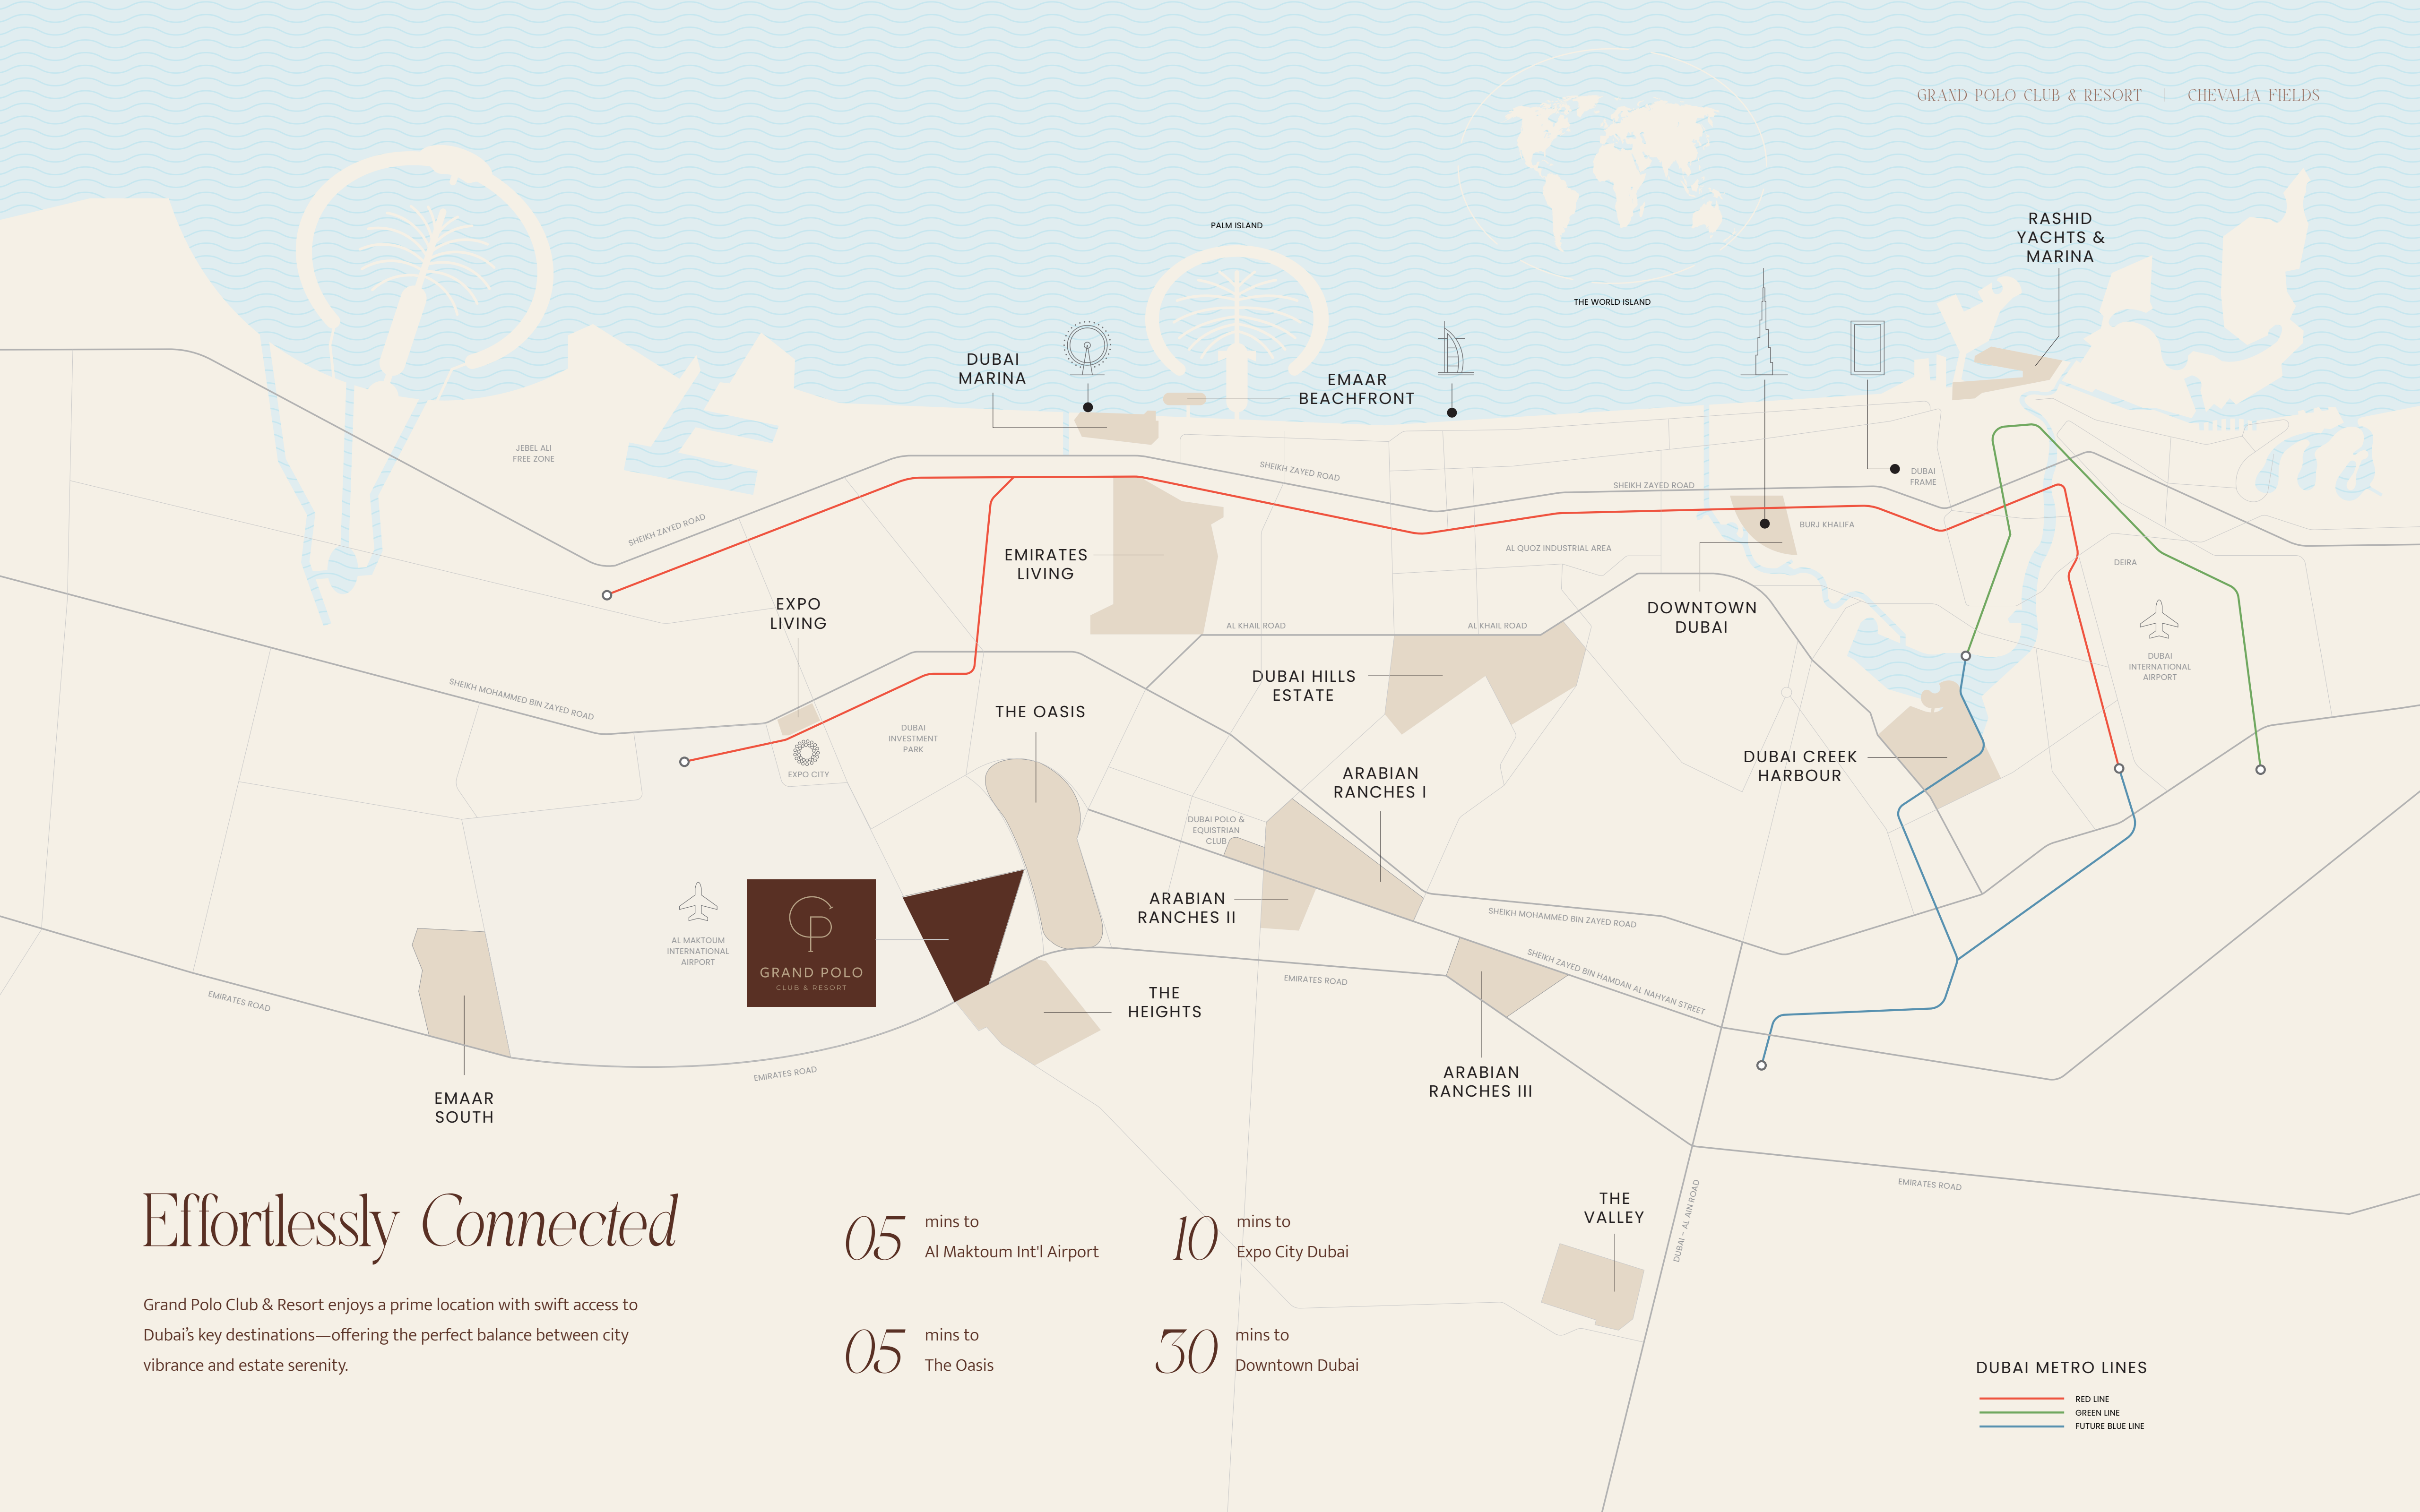 GRAND POLO CLUB & RESORT | CHEVALIA FIELDS
RASHID
YACHTS &
MARINA
PALM ISLAND
THE WORLD ISLAND
DUBAI
MARINA
EMAAR
BEACHFRONT
JEBEL ALI
FREE ZONE
SHEIKH ZAYED ROAD
SHEIKH ZAYED ROAD
SHEIKH ZAYED ROAD
DUBAI
FRAME
BURJ KHALIFA
AL QUOZ INDUSTRIAL AREA
EMIRATES
LIVING
DEIRA
EXPO
LIVING
DOWNTOWN
DUBAI
AL KHAIL ROAD
AL KHAIL ROAD
DUBAI
INTERNATIONAL
AIRPORT
DUBAI HILLS
ESTATE
SHEIKH MOHAMMED BIN ZAYED ROAD
THE OASIS
DUBAI
INVESTMENT
PARK
EXPO CITY
DUBAI CREEK
HARBOUR
ARABIAN
RANCHES I
DUBAI POLO &
EQUISTRIAN
CLUB
ARABIAN
RANCHES II
SHEIKH MOHAMMED BIN ZAYED ROAD
AL MAKTOUM
INTERNATIONAL
AIRPORT
GRAND POLO
CLUB & RESORT
SHEIKH ZAYED BIN HAMDAN AL NAHYAN STREET
EMIRATES ROAD
EMIRATES ROAD
THE
HEIGHTS
EMIRATES ROAD
ARABIAN
RANCHES III
EMAAR
SOUTH
EMIRATES ROAD
THE
VALLEY
DUBAI - AL AIN ROAD
Effortlessly Connected
Grand Polo Club & Resort enjoys a prime location with swift access to
Dubai's key destinations—offering the perfect balance between city
vibrance and estate serenity.
05 mins to
Al Maktoum Int'l Airport
10 mins to
Expo City Dubai
05 mins to
The Oasis
30 mins to
Downtown Dubai
DUBAI METRO LINES
RED LINE
GREEN LINE
FUTURE BLUE LINE